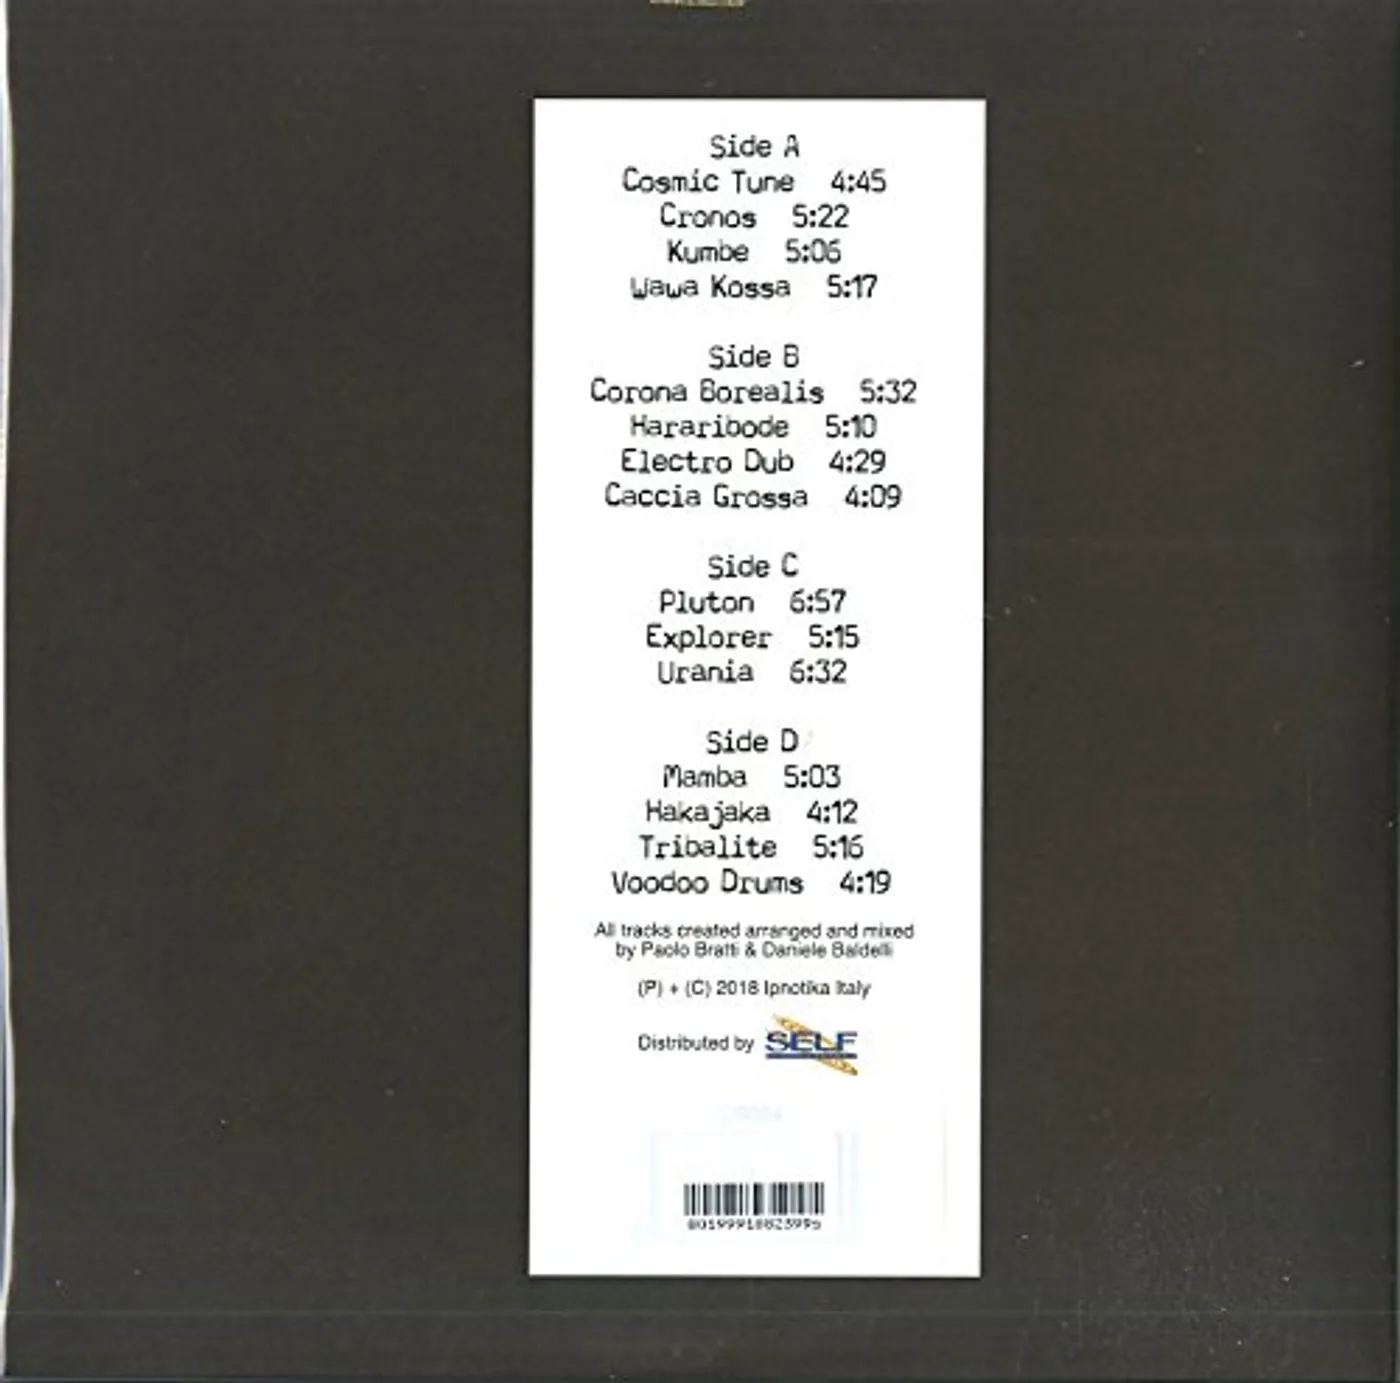 Side A
Cosmic Tune 4:45
Cronos 5:22
Kumbe 5:06
Wawa Kossa 5:17
Side B
Corona Borealis 5:32
Hararibode 5:10
Electro Dub 4:29
Caccia Grossa 4:09
Side C
Pluton 6:57
Explorer 5:15
Urania 6:32
Side D
Mamba 5:03
Hakajaka 4:12
Tribalite 5:16
Voodoo Drums 4:19
All tracks created arranged and mixed
by Paolo Bratti & Daniele Baldelli
(P) + (C) 2018 Ipnotika Italy
Distributed by SELF